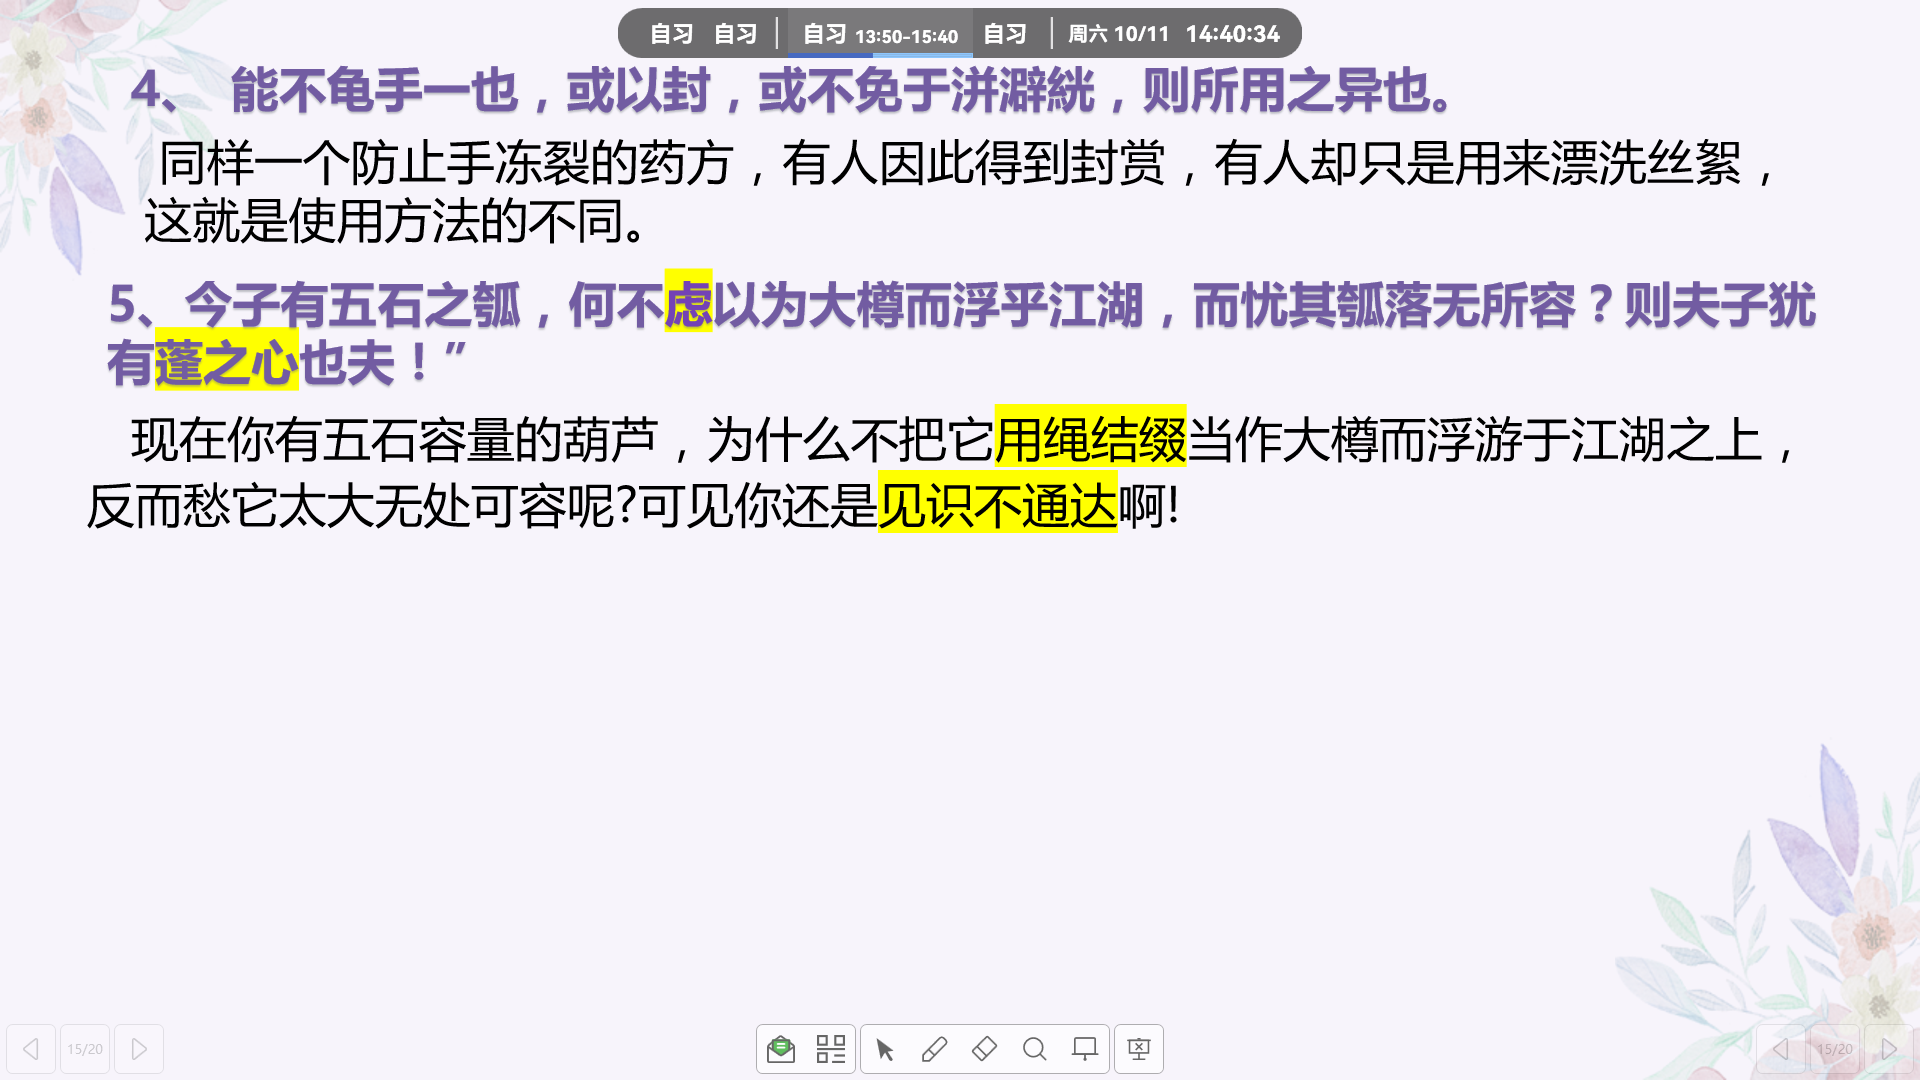 自习 自习 自习 13:50-15:40 自习 周六 10/11 14:40:34
4、 能不龟手一也，或以封，或不免于洴澼絖，则所用之异也。
同样一个防止手冻裂的药方，有人因此得到封赏，有人却只是用来漂洗丝絮，
这就是使用方法的不同。
5、今子有五石之瓠，何不虑以为大樽而浮乎江湖，而忧其瓠落无所容？则夫子犹
有蓬之心也夫！”
现在你有五石容量的葫芦，为什么不把它用绳结缀当作大樽而浮游于江湖之上，
反而愁它太大无处可容呢?可见你还是见识不通达啊!
15/20
15/20